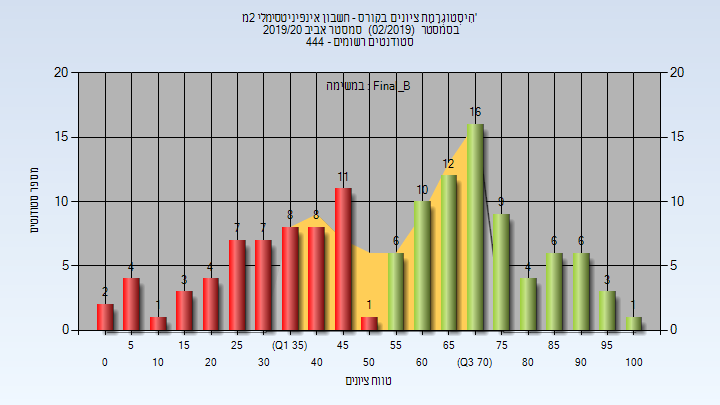 היסטוגרמת ציונים בקורס - חשבון אינפיניטסימלי 2מ'
בסמסטר (02/2019) סמסטר אביב 2019/20
סטודנטים רשומים - 444
במשימה : Final_B
20 20
15 15
10 10
5 5
0 0
מספר סטודנטים
2 4 1 3 4 7 7 8 8 11 1 6 10 12 16 9 4 6 6 3 1
5 15 25 (Q1 35) 45 55 65 75 85 95
0 10 20 30 40 50 60 (Q3 70) 80 90 100
טווח ציונים